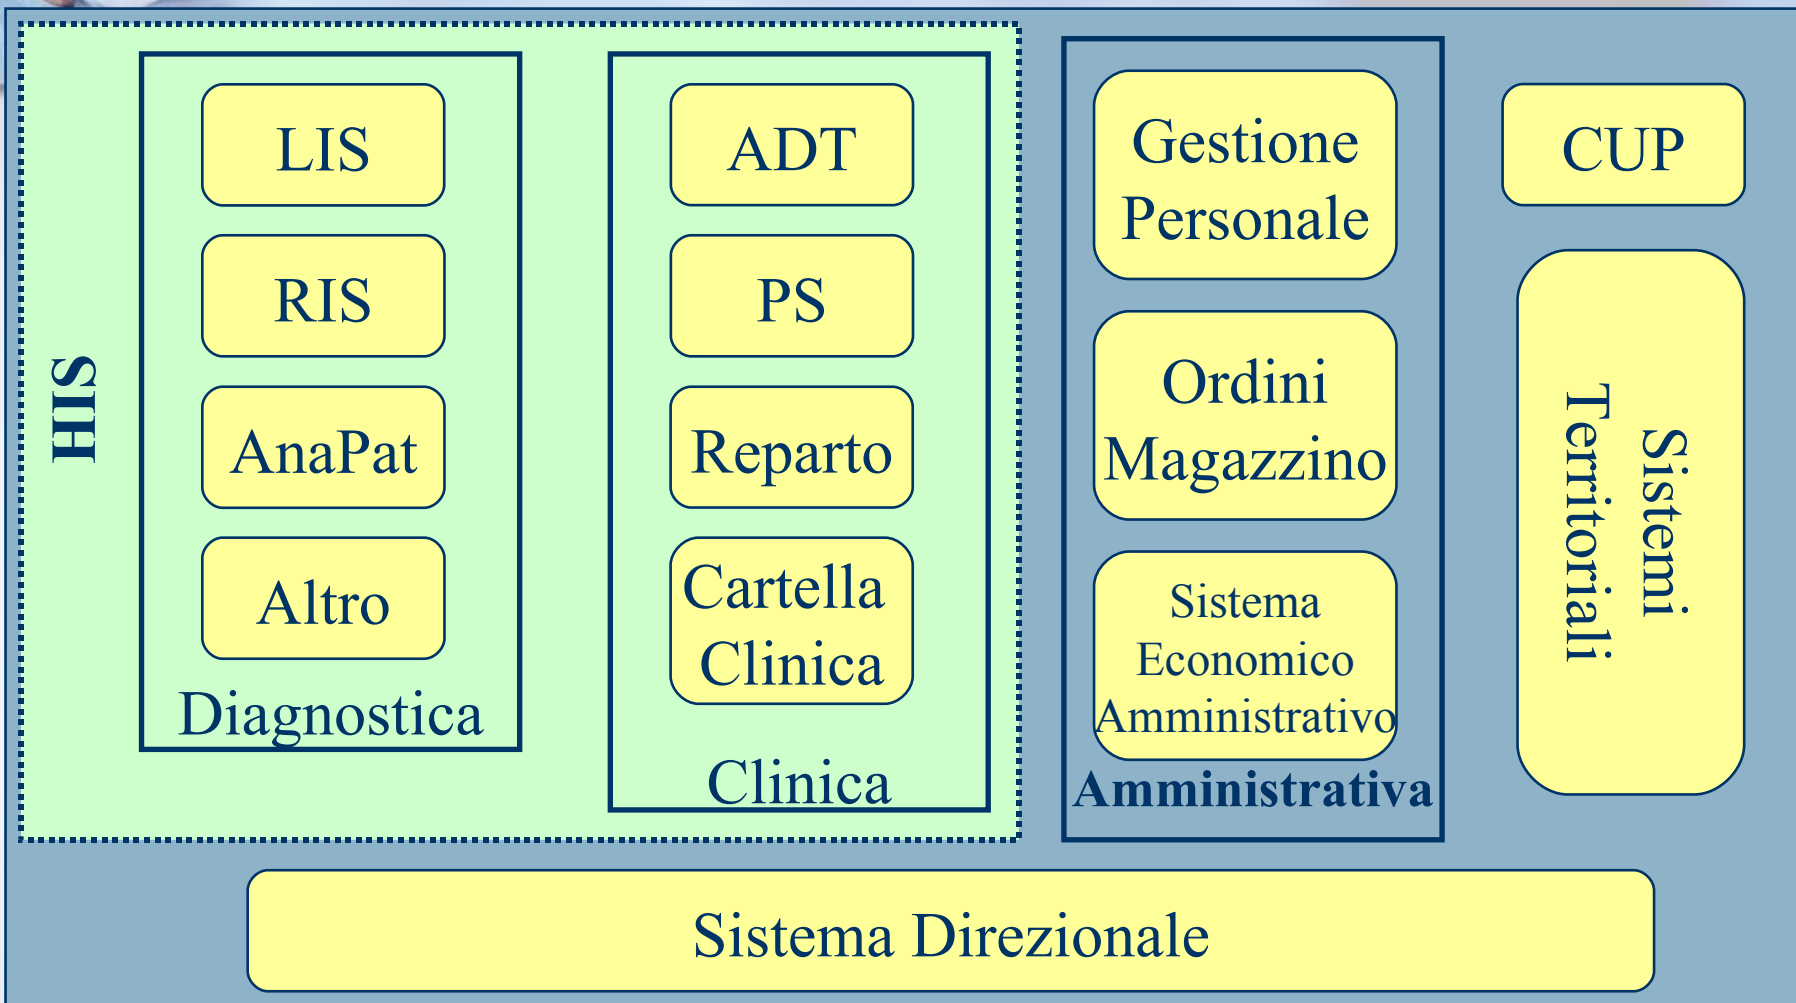 HIS
LIS
RIS
AnaPat
Altro
Diagnostica
ADT
PS
Reparto
Cartella
Clinica
Clinica
Gestione
Personale
Ordini
Magazzino
Sistema
Economico
Amministrativo
Amministrativa
CUP
Sistemi
Territoriali
Sistema Direzionale